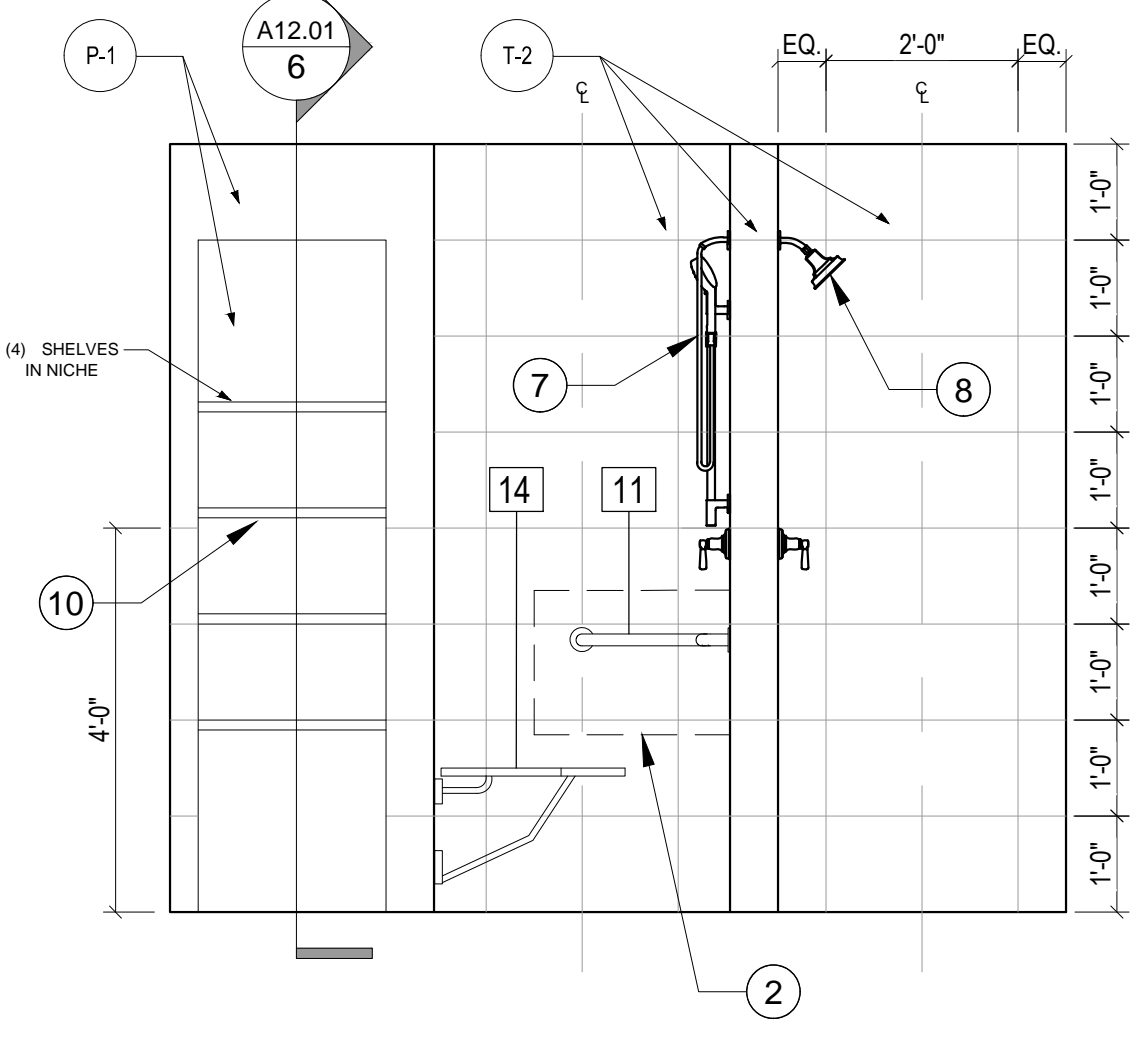 P-1
A12.01
6
T-2
EQ.
2'-0"
EQ.
℄
℄
1'-0"
1'-0"
1'-0"
1'-0"
1'-0"
1'-0"
1'-0"
1'-0"
(4) SHELVES
IN NICHE
7
8
14
11
10
4'-0"
2